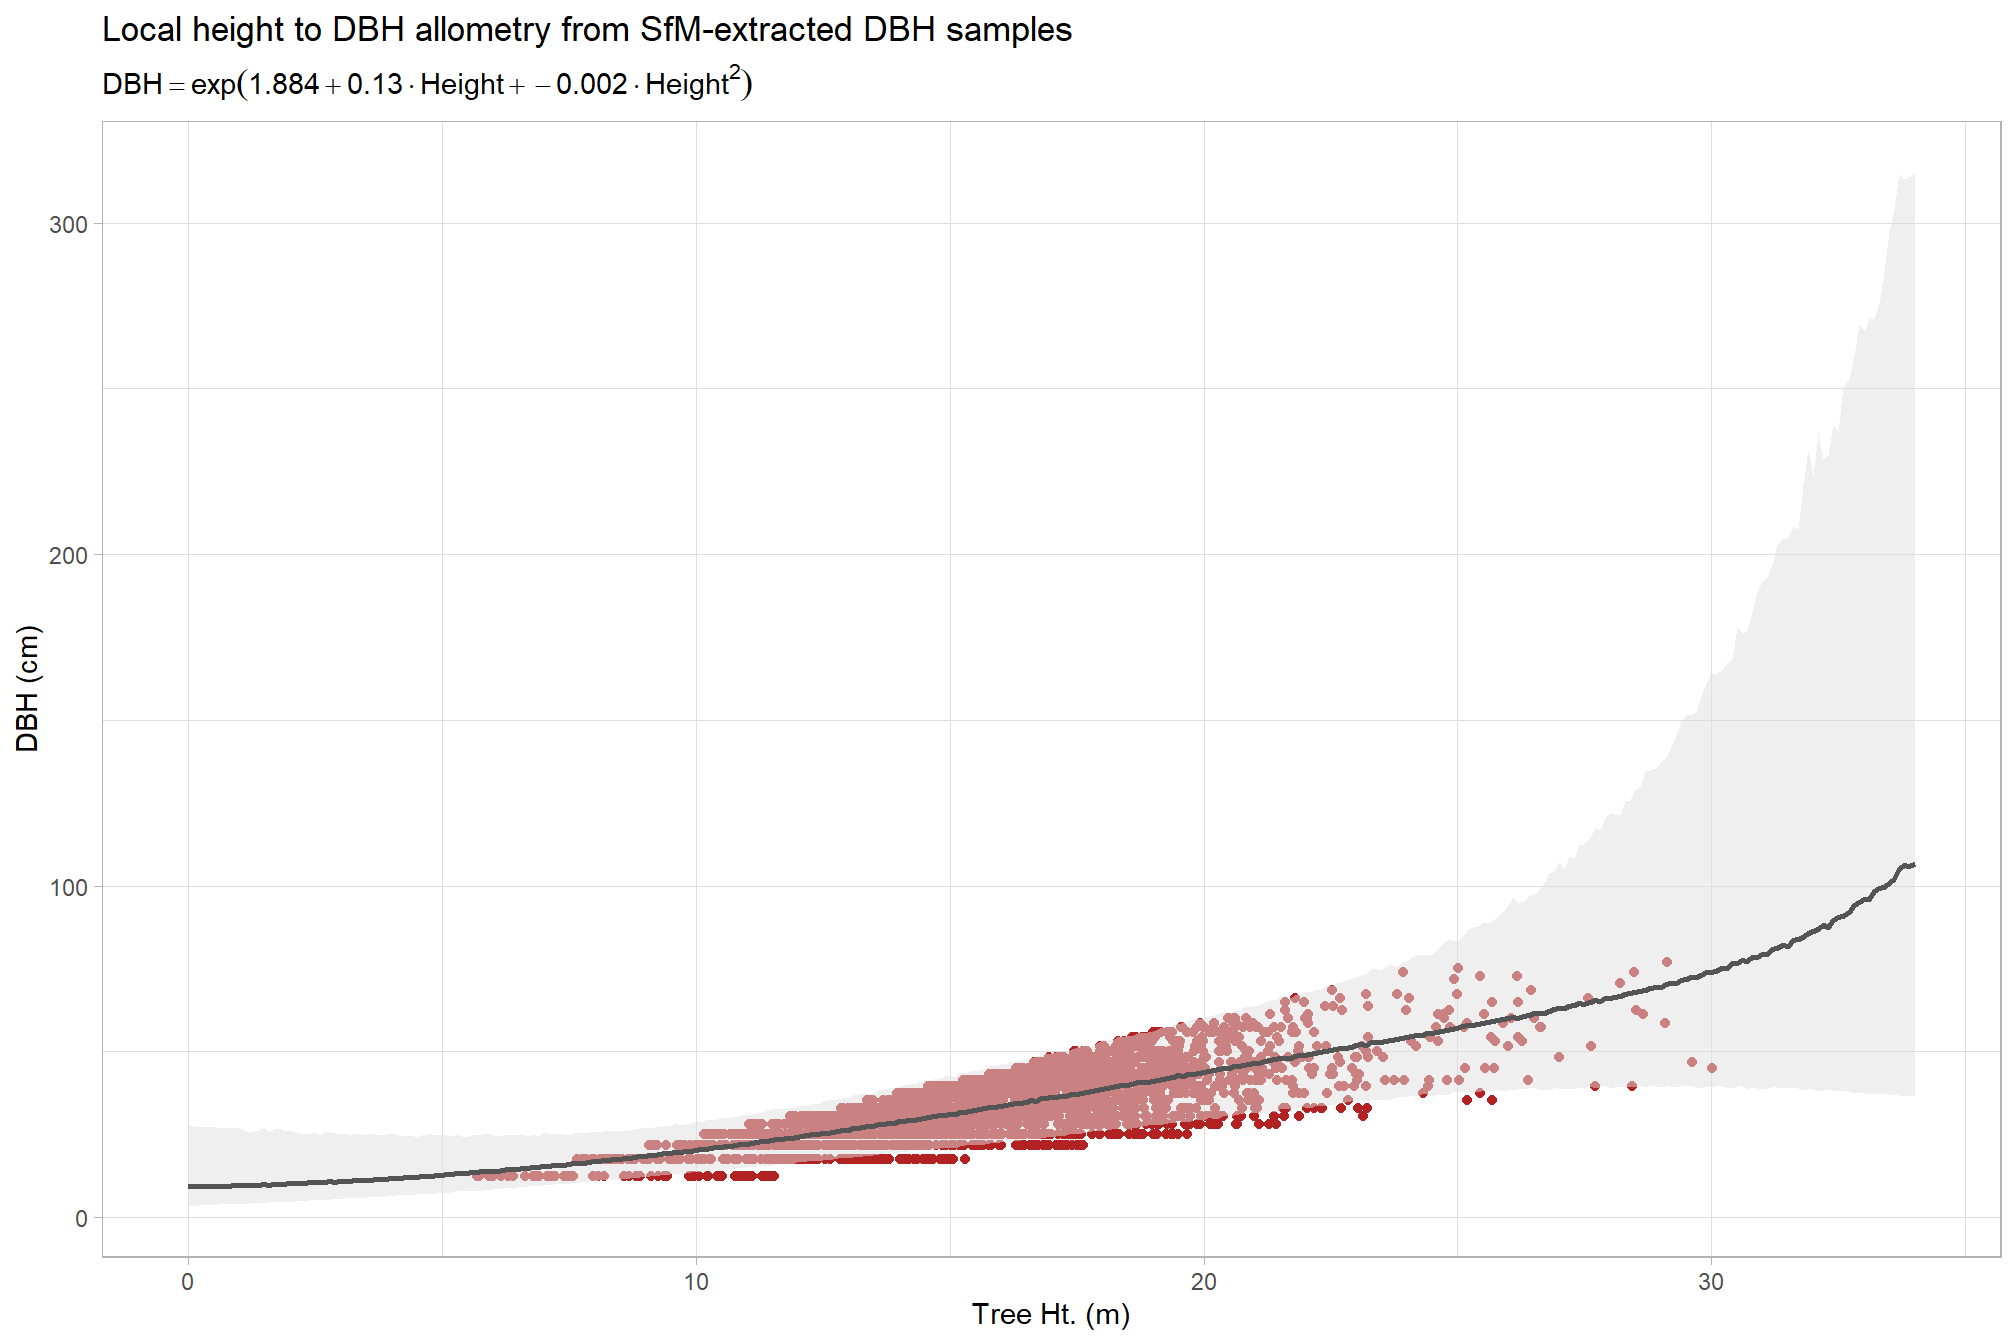 Local height to DBH allometry from SfM-extracted DBH samples
DBH = exp(1.884 + 0.13 · Height + − 0.002 · Height²)
300
200
100
0
DBH (cm)
0 10 20 30
Tree Ht. (m)